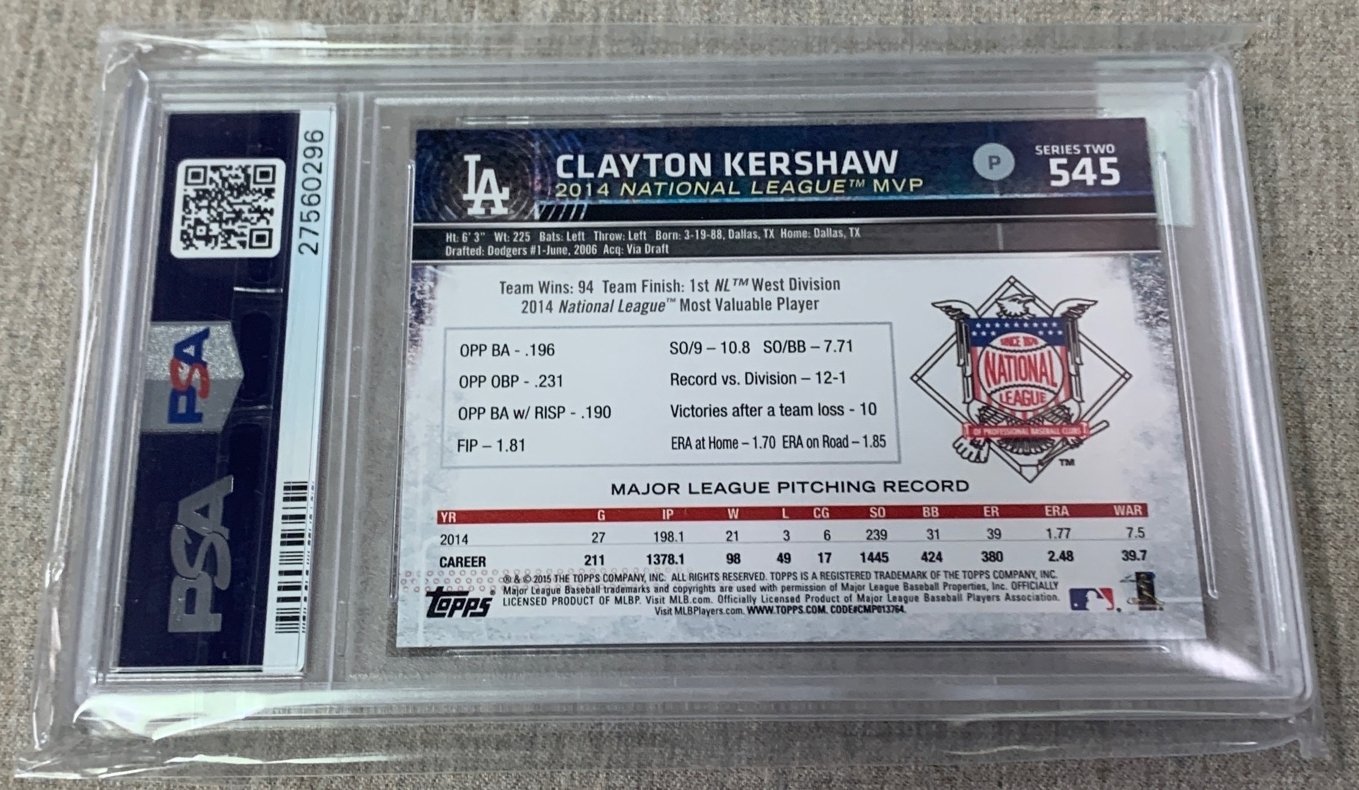 27560296
PSA
PSA
LA
CLAYTON KERSHAW
2014 NATIONAL LEAGUE™ MVP
P
SERIES TWO
545
Ht: 6' 3" Wt: 225 Bats: Left Throw: Left Born: 3-19-88, Dallas, TX Home: Dallas, TX
Drafted: Dodgers #1-June, 2006 Acq: Via Draft
Team Wins: 94 Team Finish: 1st NL™ West Division
2014 National League™ Most Valuable Player
OPP BA - .196 SO/9 – 10.8 SO/BB – 7.71
OPP OBP - .231 Record vs. Division – 12-1
OPP BA w/ RISP - .190 Victories after a team loss - 10
FIP – 1.81 ERA at Home – 1.70 ERA on Road – 1.85
SINCE 1876
NATIONAL
LEAGUE
OF PROFESSIONAL BASEBALL CLUBS
TM
MAJOR LEAGUE PITCHING RECORD
YR G IP W L CG SO BB ER ERA WAR
2014 27 198.1 21 3 6 239 31 39 1.77 7.5
CAREER 211 1378.1 98 49 17 1445 424 380 2.48 39.7
® & © 2015 THE TOPPS COMPANY, INC. ALL RIGHTS RESERVED. TOPPS IS A REGISTERED TRADEMARK OF THE TOPPS COMPANY, INC.
Major League Baseball trademarks and copyrights are used with permission of Major League Baseball Properties, Inc. OFFICIALLY
LICENSED PRODUCT OF MLBP. Visit MLB.com. Officially Licensed Product of Major League Baseball Players Association.
Visit MLBPlayers.com. WWW.TOPPS.COM. CODE#CMP013764.
TOPPS